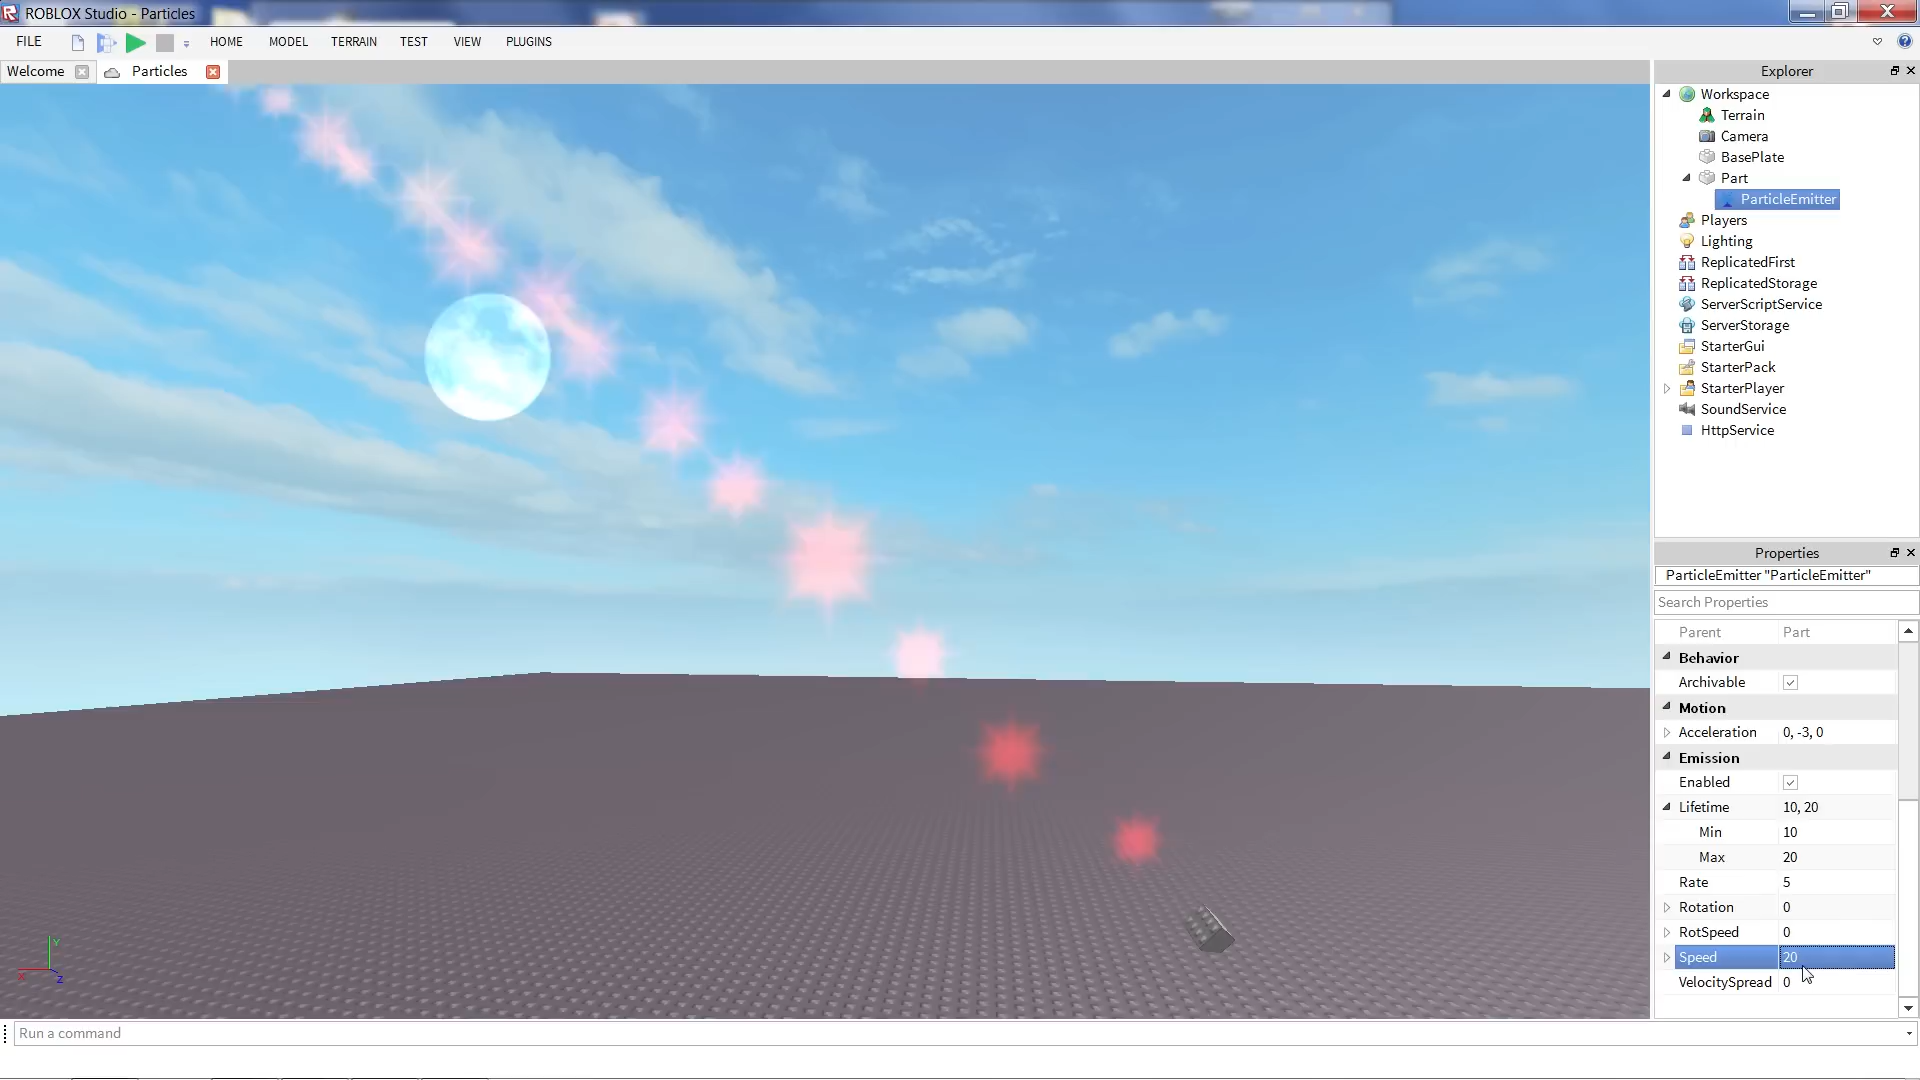 ROBLOX Studio - Particles
FILE HOME MODEL TERRAIN TEST VIEW PLUGINS
Welcome Particles
Explorer
Workspace
Terrain
Camera
BasePlate
Part
ParticleEmitter
Players
Lighting
ReplicatedFirst
ReplicatedStorage
ServerScriptService
ServerStorage
StarterGui
StarterPack
StarterPlayer
SoundService
HttpService
Properties
ParticleEmitter "ParticleEmitter"
Search Properties
Parent Part
Behavior
Archivable
Motion
Acceleration 0, -3, 0
Emission
Enabled
Lifetime 10, 20
Min 10
Max 20
Rate 5
Rotation 0
RotSpeed 0
Speed 20
VelocitySpread 0
Y
X
Z
Run a command